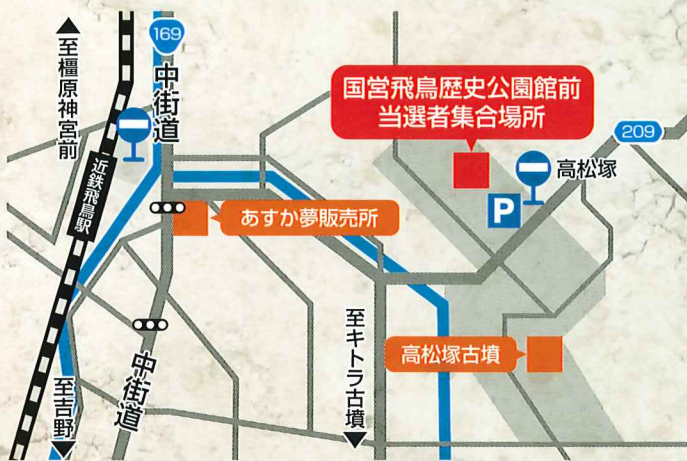 169
▲至橿原神宮前
中街道
近鉄飛鳥駅
国営飛鳥歴史公園館前
当選者集合場所
209
高松塚
P
あすか夢販売所
高松塚古墳
至キトラ古墳▼
中街道
至吉野▼